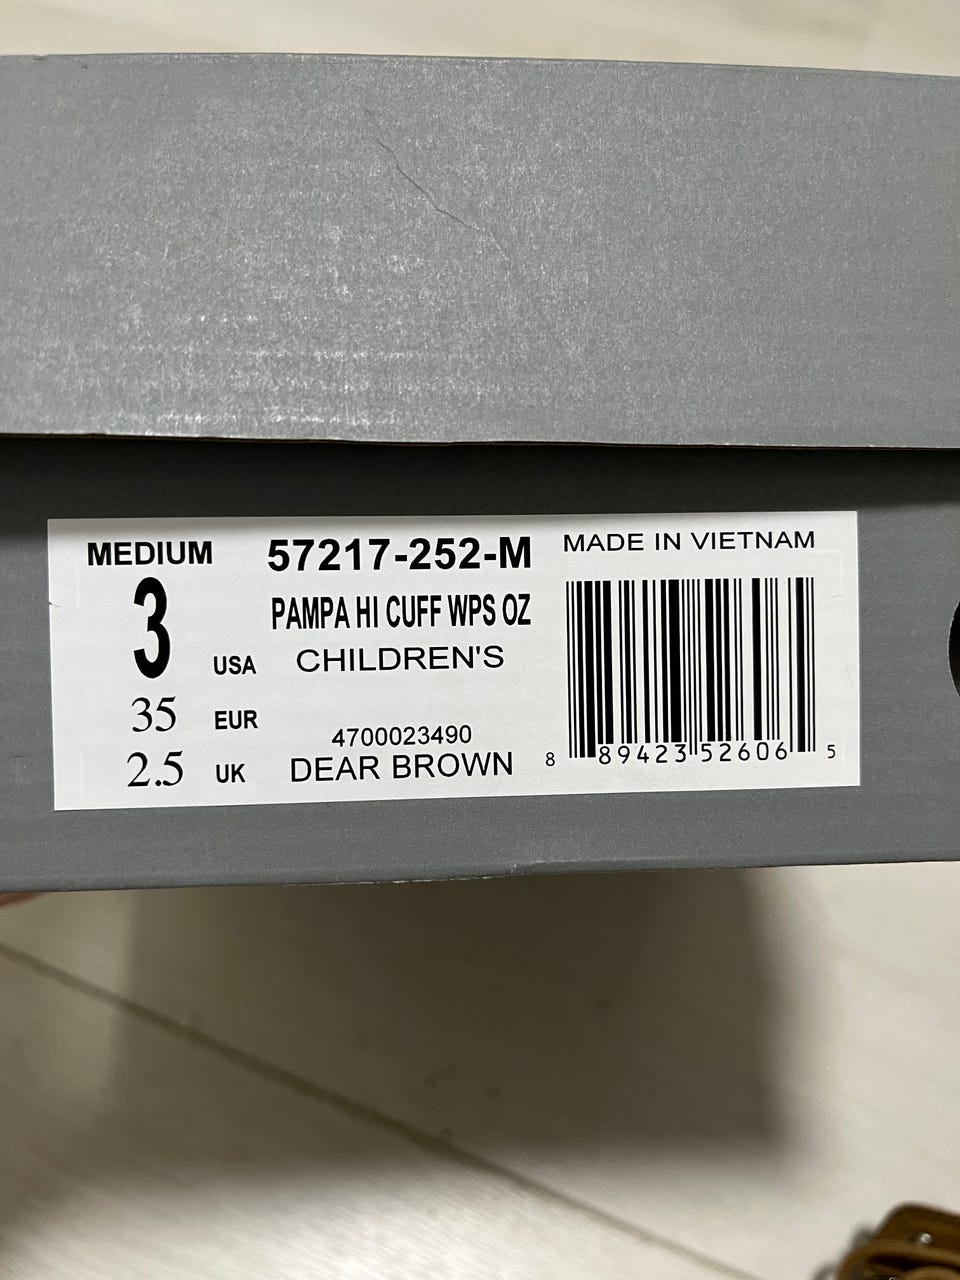 MEDIUM
3 USA
35 EUR
2.5 UK
57217-252-M
PAMPA HI CUFF WPS OZ
CHILDREN'S
4700023490
DEAR BROWN
MADE IN VIETNAM
8 89423 52606 5